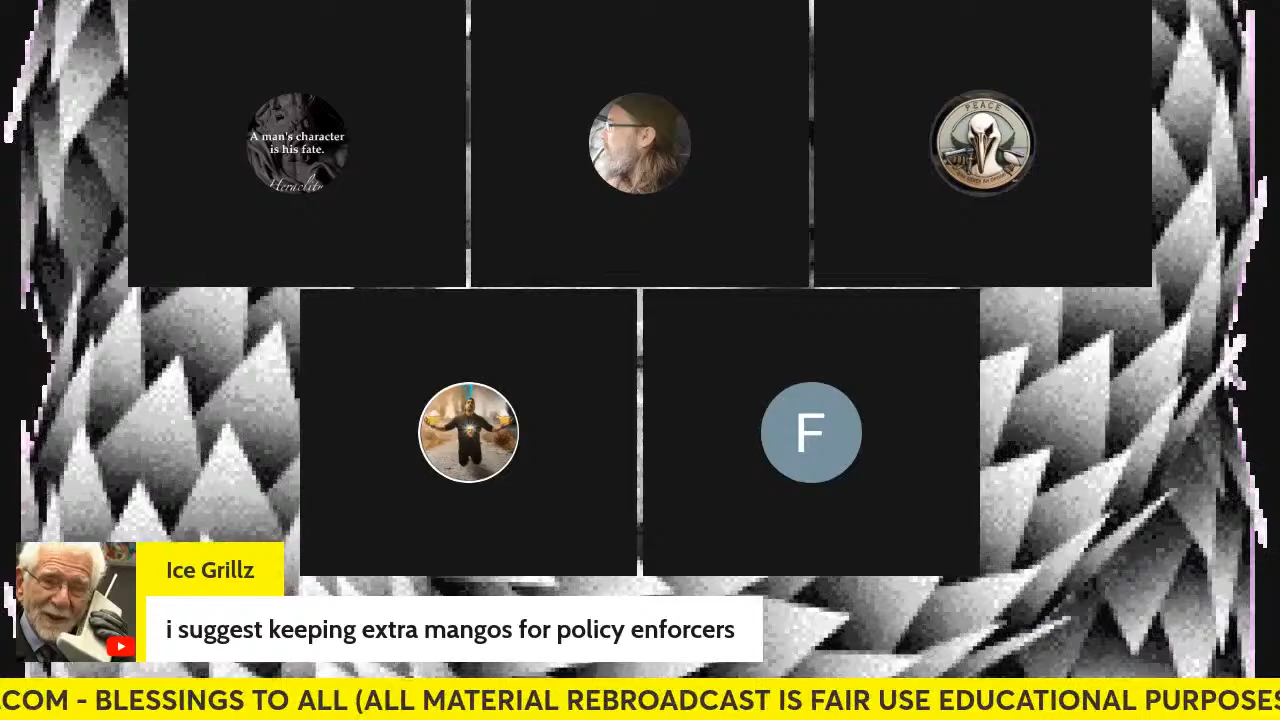 A man's character
is his fate.
PEACE
F
Ice Grillz
i suggest keeping extra mangos for policy enforcers
.COM - BLESSINGS TO ALL (ALL MATERIAL REBROADCAST IS FAIR USE EDUCATIONAL PURPOSES